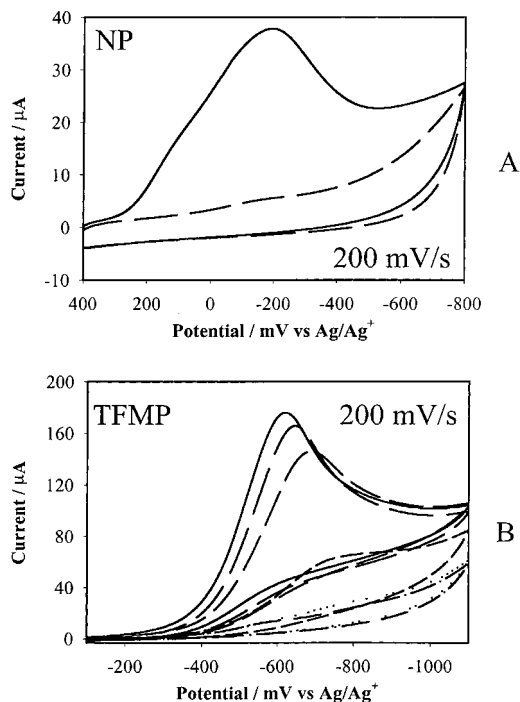 NP
40
30
20
10
0
-10
Current / μA
200 mV/s
A
400 200 0 -200 -400 -600 -800
Potential / mV vs Ag/Ag⁺
TFMP
200 mV/s
200
160
120
80
40
0
Current / μA
B
-200 -400 -600 -800 -1000
Potential / mV vs Ag/Ag⁺